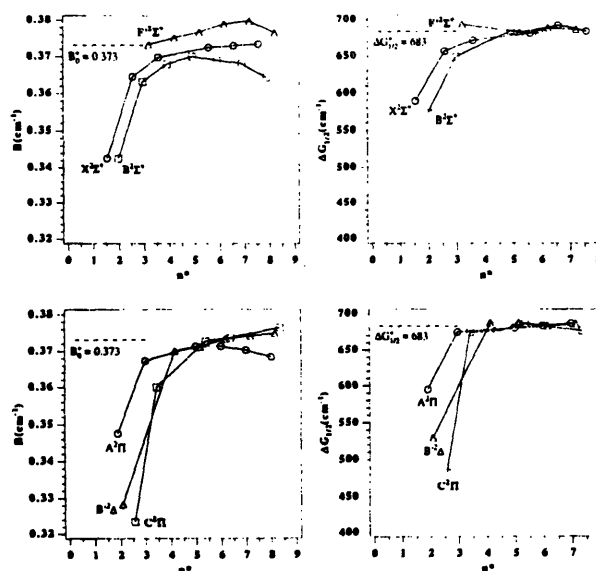 0.38
0.37
0.36
0.35
0.34
0.33
0.32
B(cm⁻¹)
B₀⁺ = 0.373
F'²Σ⁺
X²Σ⁺
B²Σ⁺
0 1 2 3 4 5 6 7 8 9
n*
700
650
600
550
500
450
400
ΔG₁/₂(cm⁻¹)
ΔG⁺₁/₂ = 683
F'²Σ⁺
X²Σ⁺
B²Σ⁺
0 1 2 3 4 5 6 7
n*
0.38
0.37
0.36
0.35
0.34
0.33
0.32
B(cm⁻¹)
B₀⁺ = 0.373
A²Π
B'²Δ
C²Π
0 1 2 3 4 5 6 7 8 9
n*
700
650
600
550
500
450
400
ΔG₁/₂(cm⁻¹)
ΔG⁺₁/₂ = 683
A²Π
B'²Δ
C²Π
0 1 2 3 4 5 6 7
n*